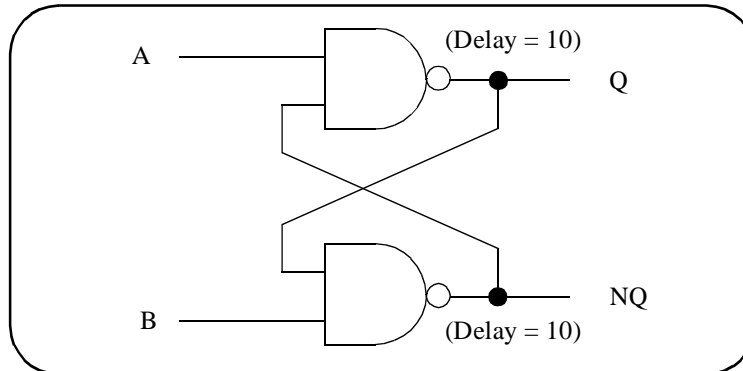 (Delay = 10)
A
Q
NQ
B
(Delay = 10)